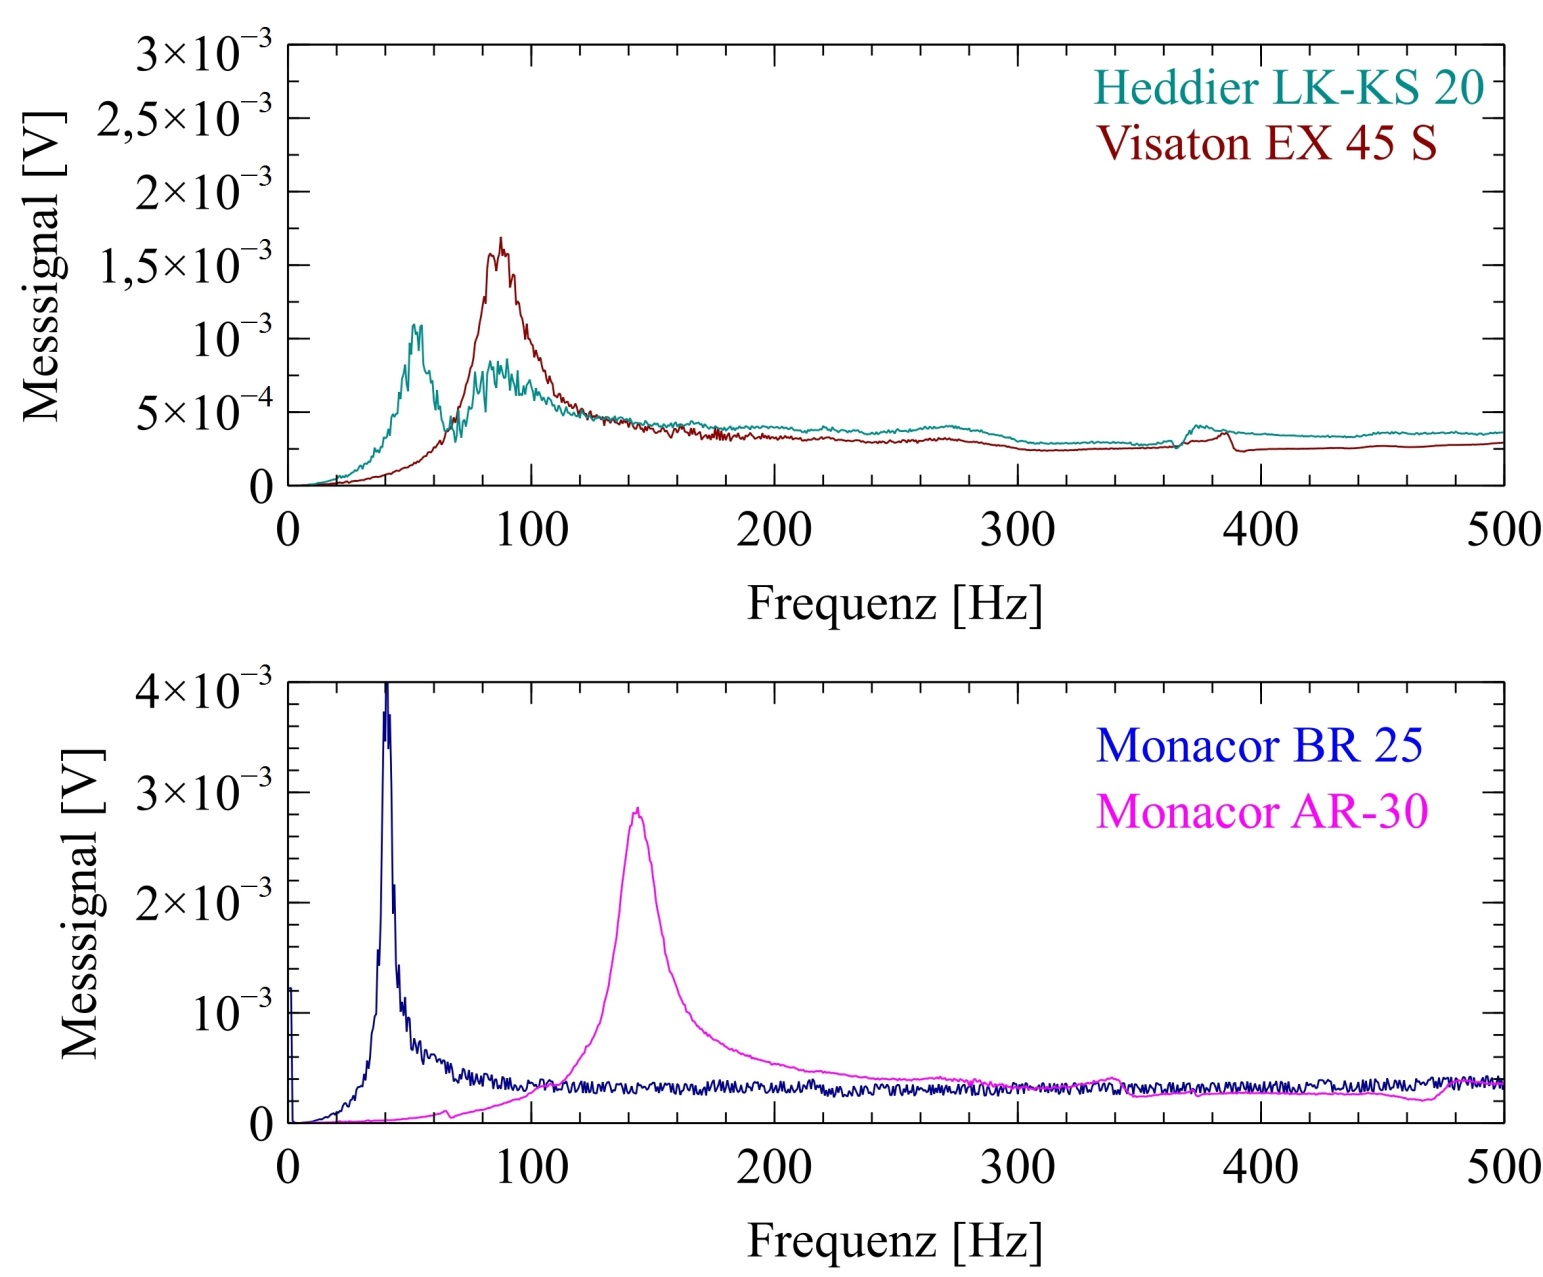 3×10⁻³
2,5×10⁻³
2×10⁻³
1,5×10⁻³
10⁻³
5×10⁻⁴
0
Messsignal [V]
Heddier LK-KS 20
Visaton EX 45 S
0 100 200 300 400 500
Frequenz [Hz]
4×10⁻³
3×10⁻³
2×10⁻³
10⁻³
0
Messsignal [V]
Monacor BR 25
Monacor AR-30
0 100 200 300 400 500
Frequenz [Hz]